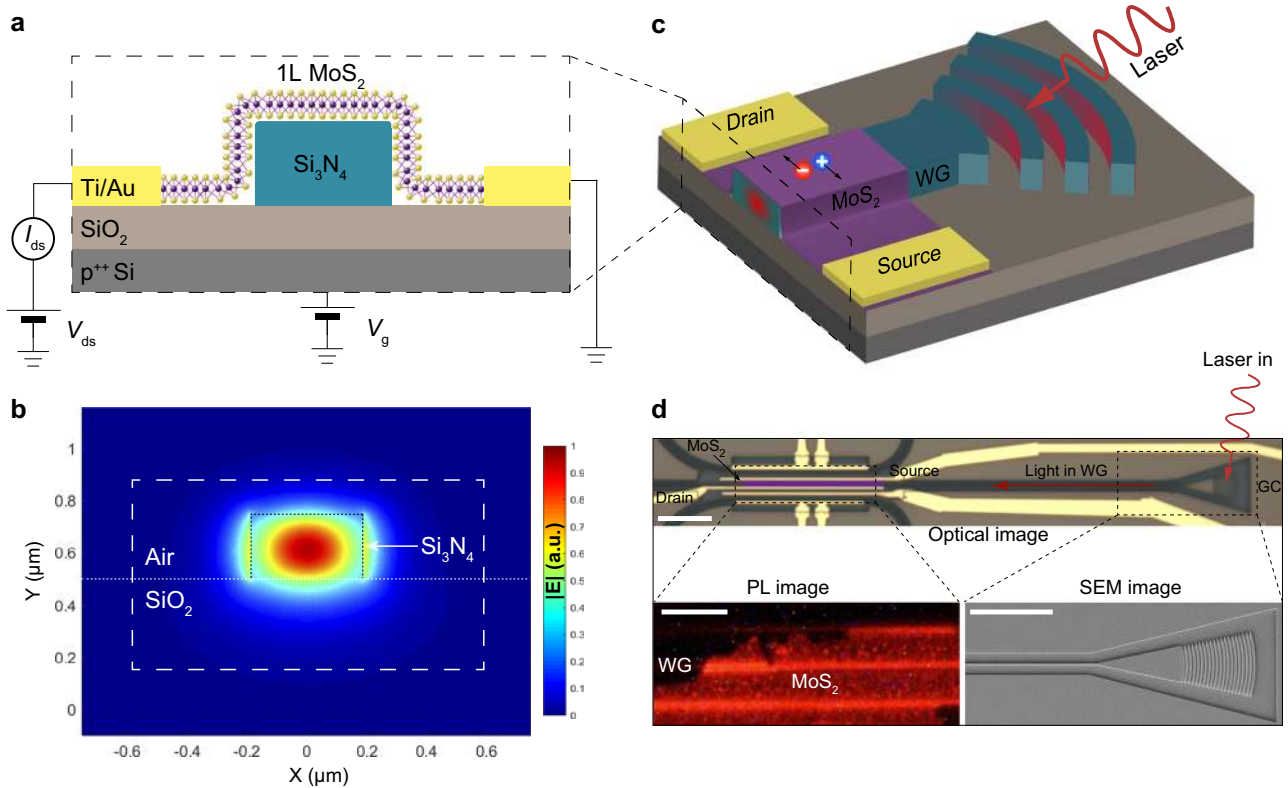 a
1L MoS₂
Si₃N₄
Ti/Au
SiO₂
p⁺⁺ Si
I_ds
V_ds
V_g
c
Laser
Drain
WG
MoS₂
Source
b
1
0.8
0.6
0.4
0.2
0
Y (μm)
Air
SiO₂
Si₃N₄
-0.6
-0.4
-0.2
0
0.2
0.4
0.6
X (μm)
1
0.9
0.8
0.7
0.6
0.5
0.4
0.3
0.2
0.1
0
|E| (a.u.)
d
Laser in
MoS₂
Source
Light in WG
GC
Drain
Optical image
PL image
SEM image
WG
MoS₂